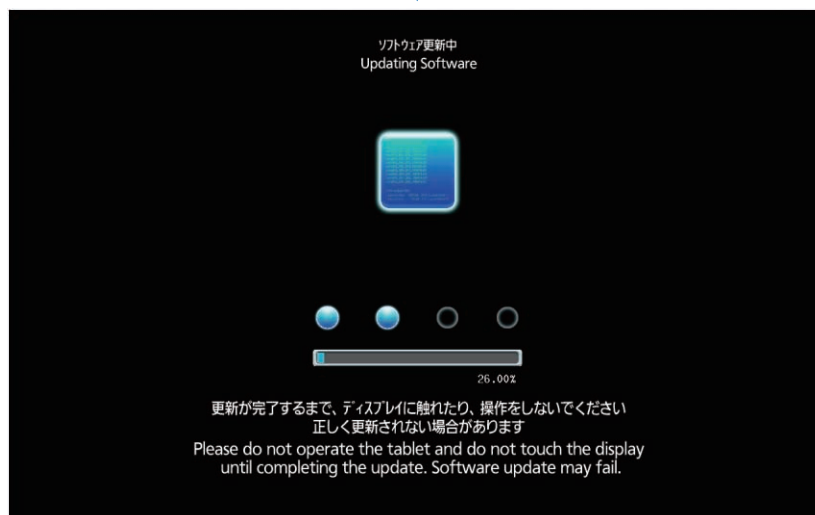 ソフトウェア更新中
Updating Software
26.00%
更新が完了するまで、ディスプレイに触れたり、操作をしないでください
正しく更新されない場合があります
Please do not operate the tablet and do not touch the display
until completing the update. Software update may fail.